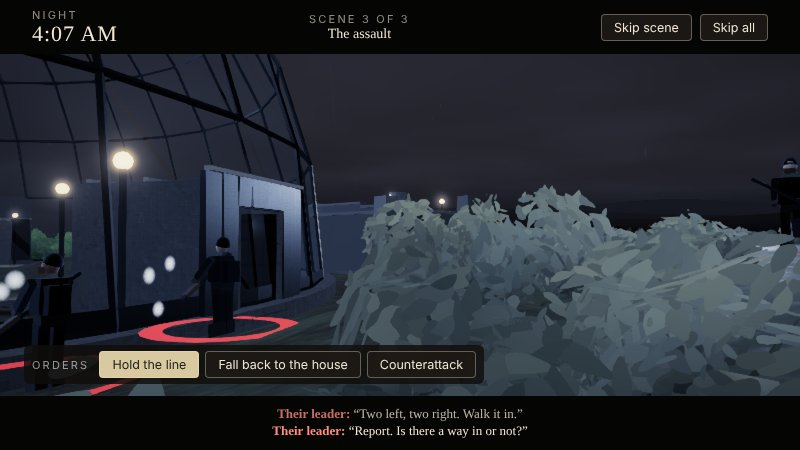 NIGHT
4:07 AM
SCENE 3 OF 3
The assault
Skip scene
Skip all
ORDERS
Hold the line
Fall back to the house
Counterattack
Their leader: “Two left, two right. Walk it in.”
Their leader: “Report. Is there a way in or not?”